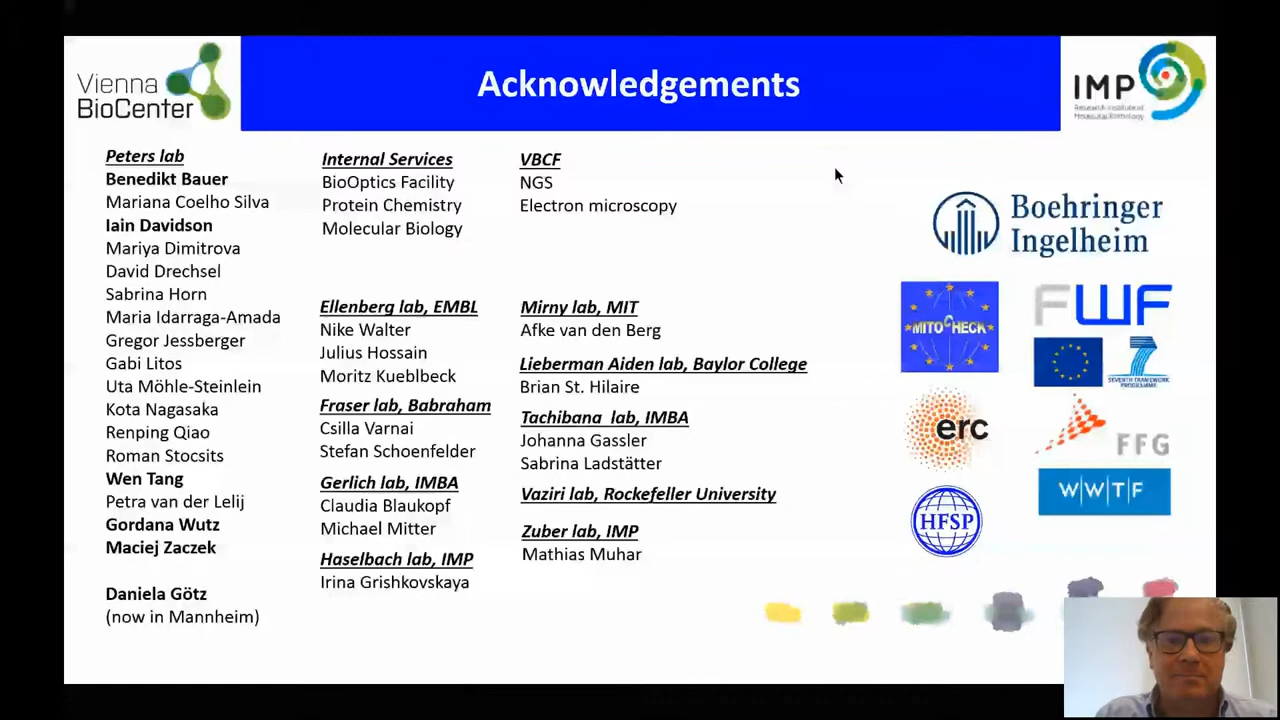 Vienna
BioCenter
Acknowledgements
IMP
Research Institute of
Molecular Pathology
Peters lab
Benedikt Bauer
Mariana Coelho Silva
Iain Davidson
Mariya Dimitrova
David Drechsel
Sabrina Horn
Maria Idarraga-Amada
Gregor Jessberger
Gabi Litos
Uta Möhle-Steinlein
Kota Nagasaka
Renping Qiao
Roman Stocsits
Wen Tang
Petra van der Lelij
Gordana Wutz
Maciej Zaczek
Daniela Götz
(now in Mannheim)
Internal Services
BioOptics Facility
Protein Chemistry
Molecular Biology
Ellenberg lab, EMBL
Nike Walter
Julius Hossain
Moritz Kueblbeck
Fraser lab, Babraham
Csilla Varnai
Stefan Schoenfelder
Gerlich lab, IMBA
Claudia Blaukopf
Michael Mitter
Haselbach lab, IMP
Irina Grishkovskaya
VBCF
NGS
Electron microscopy
Mirny lab, MIT
Afke van den Berg
Lieberman Aiden lab, Baylor College
Brian St. Hilaire
Tachibana lab, IMBA
Johanna Gassler
Sabrina Ladstätter
Vaziri lab, Rockefeller University
Zuber lab, IMP
Mathias Muhar
Boehringer
Ingelheim
MITOCHECK
FWF
SEVENTH FRAMEWORK
PROGRAMME
erc
FFG
WWTF
HFSP